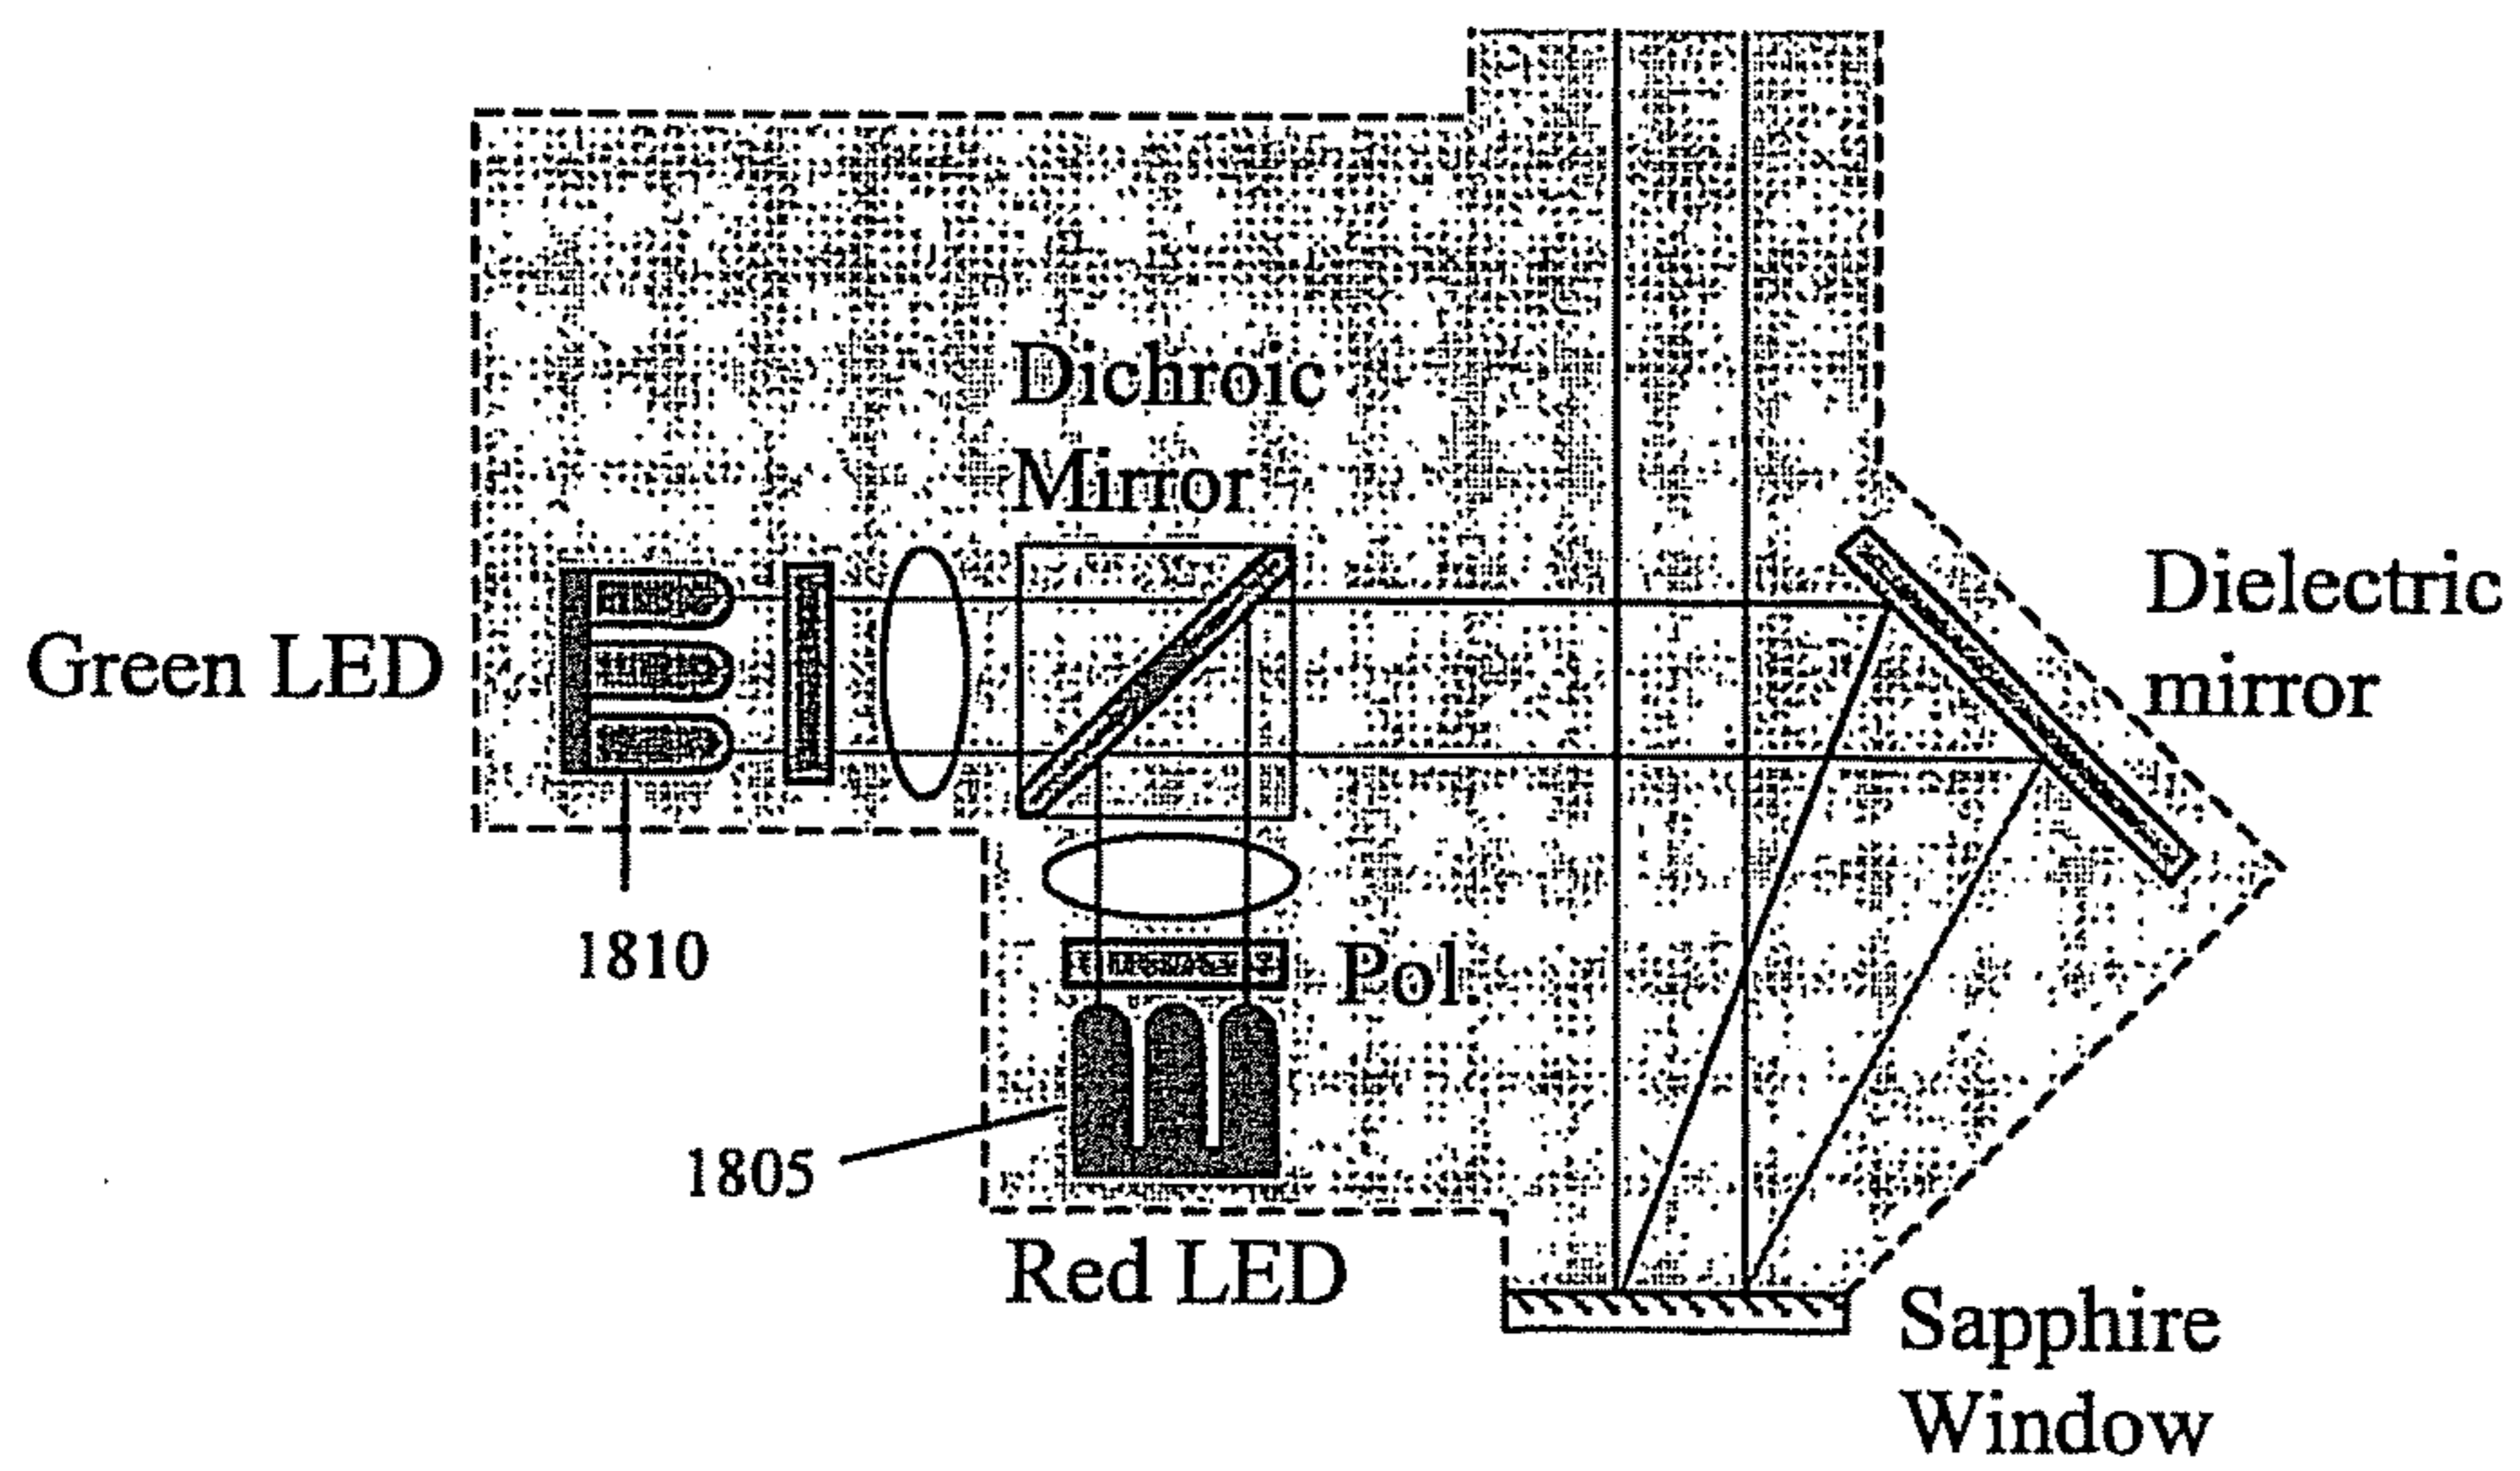 Dichroic
Mirror
Dielectric
mirror
Green LED
1810
Pol.
1805
Red LED
Sapphire
Window